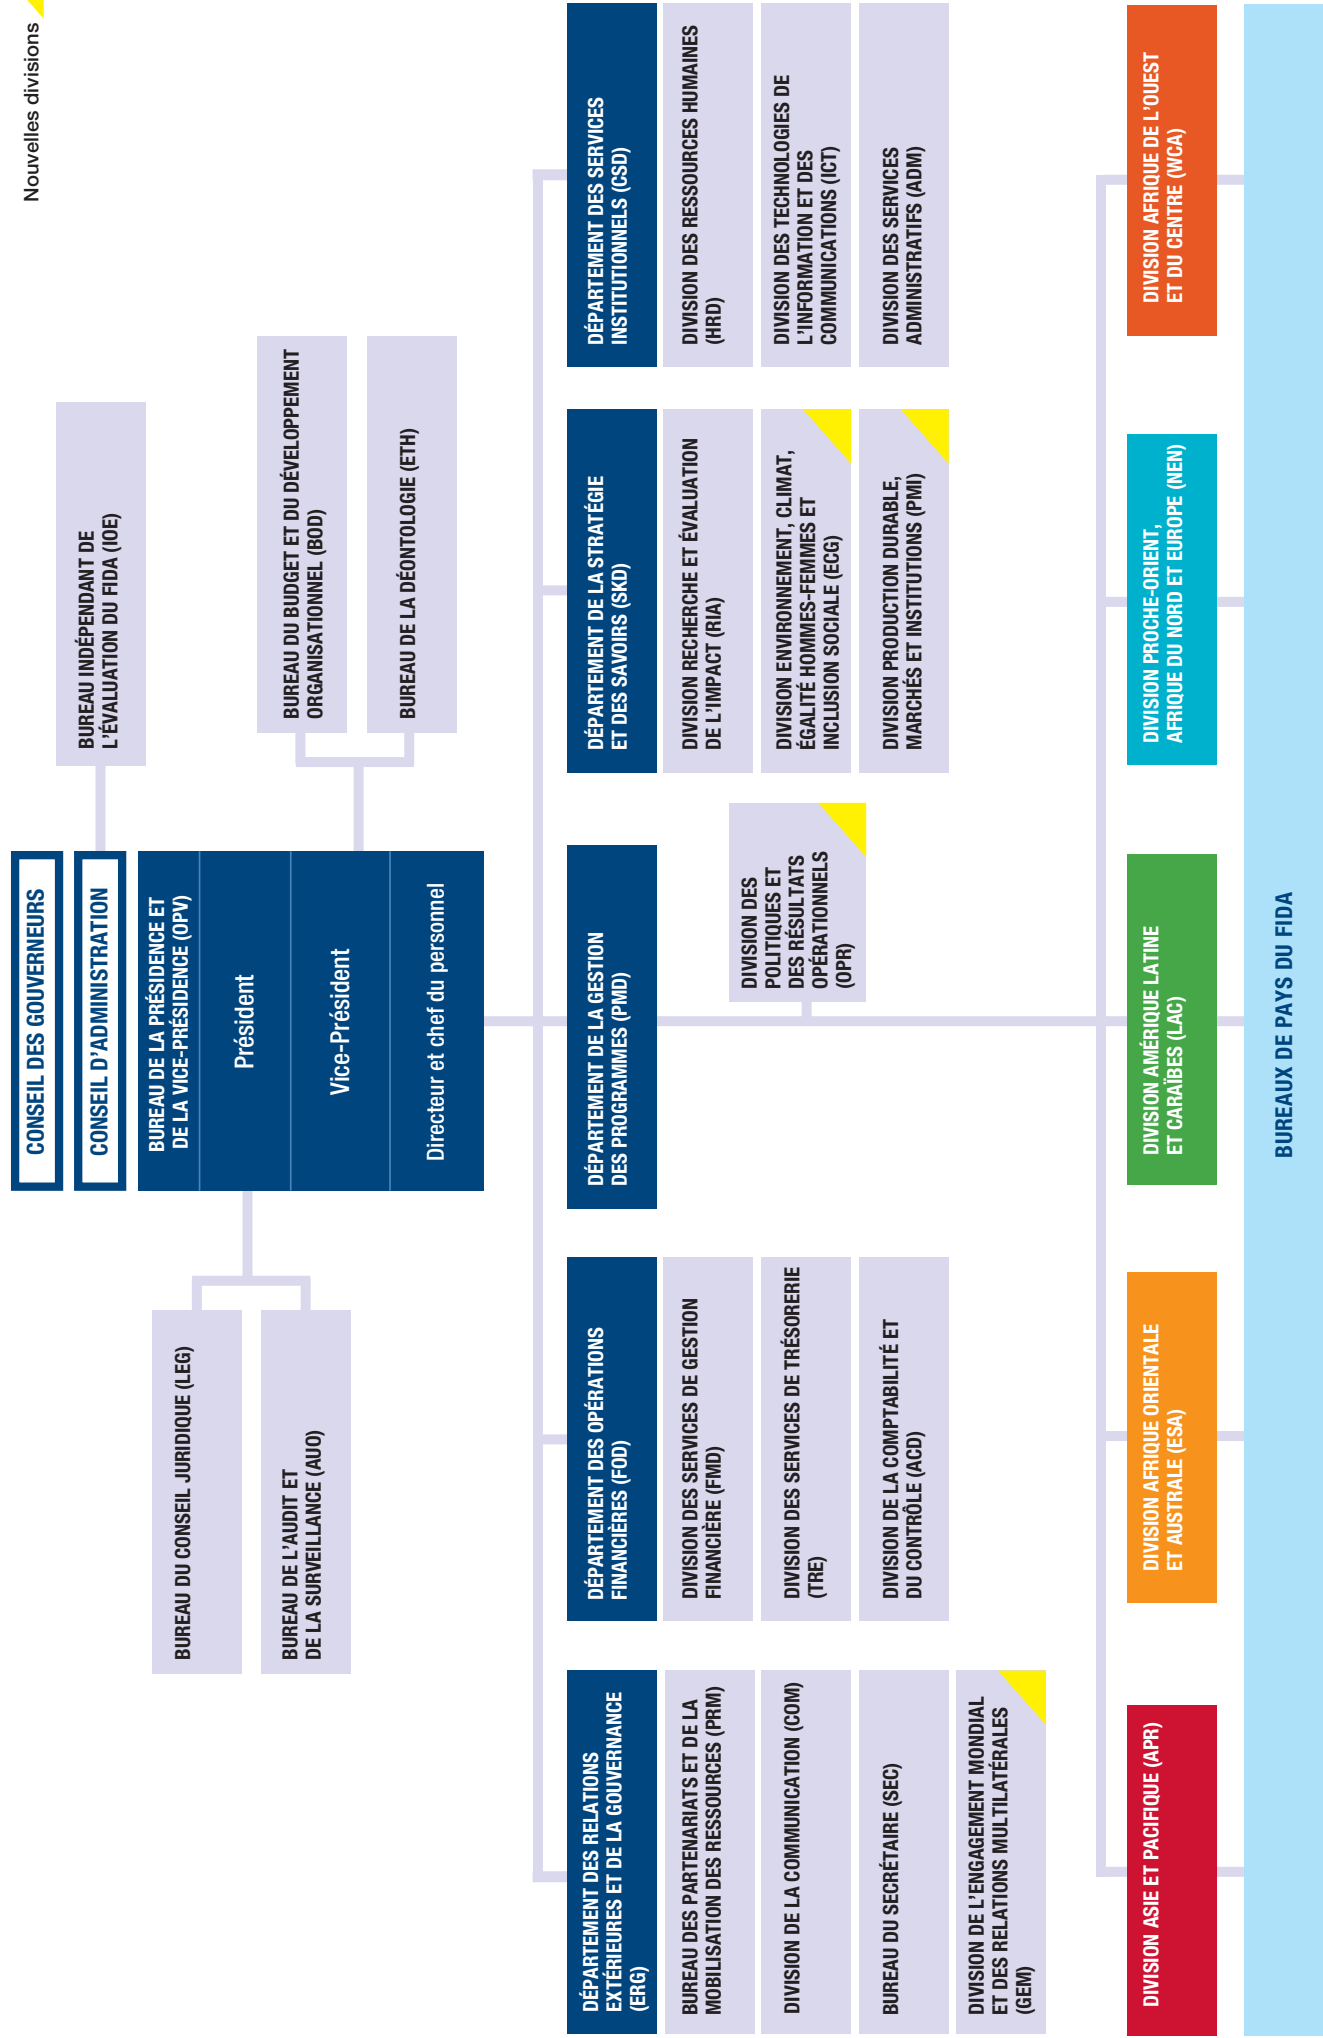 Nouvelles divisions
CONSEIL DES GOUVERNEURS
CONSEIL D'ADMINISTRATION
BUREAU INDÉPENDANT DE
L'ÉVALUATION DU FIDA (IOE)
BUREAU DE LA PRÉSIDENCE ET
DE LA VICE-PRÉSIDENCE (OPV)
Président
Vice-Président
Directeur et chef du personnel
BUREAU DU CONSEIL JURIDIQUE (LEG)
BUREAU DE L'AUDIT ET
DE LA SURVEILLANCE (AUO)
BUREAU DU BUDGET ET DU DÉVELOPPEMENT
ORGANISATIONNEL (BOD)
BUREAU DE LA DÉONTOLOGIE (ETH)
DÉPARTEMENT DES RELATIONS
EXTÉRIEURES ET DE LA GOUVERNANCE
(ERG)
BUREAU DES PARTENARIATS ET DE LA
MOBILISATION DES RESSOURCES (PRM)
DIVISION DE LA COMMUNICATION (COM)
BUREAU DU SECRÉTAIRE (SEC)
DIVISION DE L'ENGAGEMENT MONDIAL
ET DES RELATIONS MULTILATÉRALES
(GEM)
DÉPARTEMENT DES OPÉRATIONS
FINANCIÈRES (FOD)
DIVISION DES SERVICES DE GESTION
FINANCIÈRE (FMD)
DIVISION DES SERVICES DE TRÉSORERIE
(TRE)
DIVISION DE LA COMPTABILITÉ ET
DU CONTRÔLE (ACD)
DÉPARTEMENT DE LA GESTION
DES PROGRAMMES (PMD)
DIVISION DES
POLITIQUES ET
DES RÉSULTATS
OPÉRATIONNELS
(OPR)
DÉPARTEMENT DE LA STRATÉGIE
ET DES SAVOIRS (SKD)
DIVISION RECHERCHE ET ÉVALUATION
DE L'IMPACT (RIA)
DIVISION ENVIRONNEMENT, CLIMAT,
ÉGALITÉ HOMMES-FEMMES ET
INCLUSION SOCIALE (ECG)
DIVISION PRODUCTION DURABLE,
MARCHÉS ET INSTITUTIONS (PMI)
DÉPARTEMENT DES SERVICES
INSTITUTIONNELS (CSD)
DIVISION DES RESSOURCES HUMAINES
(HRD)
DIVISION DES TECHNOLOGIES DE
L'INFORMATION ET DES
COMMUNICATIONS (ICT)
DIVISION DES SERVICES
ADMINISTRATIFS (ADM)
DIVISION ASIE ET PACIFIQUE (APR)
DIVISION AFRIQUE ORIENTALE
ET AUSTRALE (ESA)
DIVISION AMÉRIQUE LATINE
ET CARAÏBES (LAC)
DIVISION PROCHE-ORIENT,
AFRIQUE DU NORD ET EUROPE (NEN)
DIVISION AFRIQUE DE L'OUEST
ET DU CENTRE (WCA)
BUREAUX DE PAYS DU FIDA